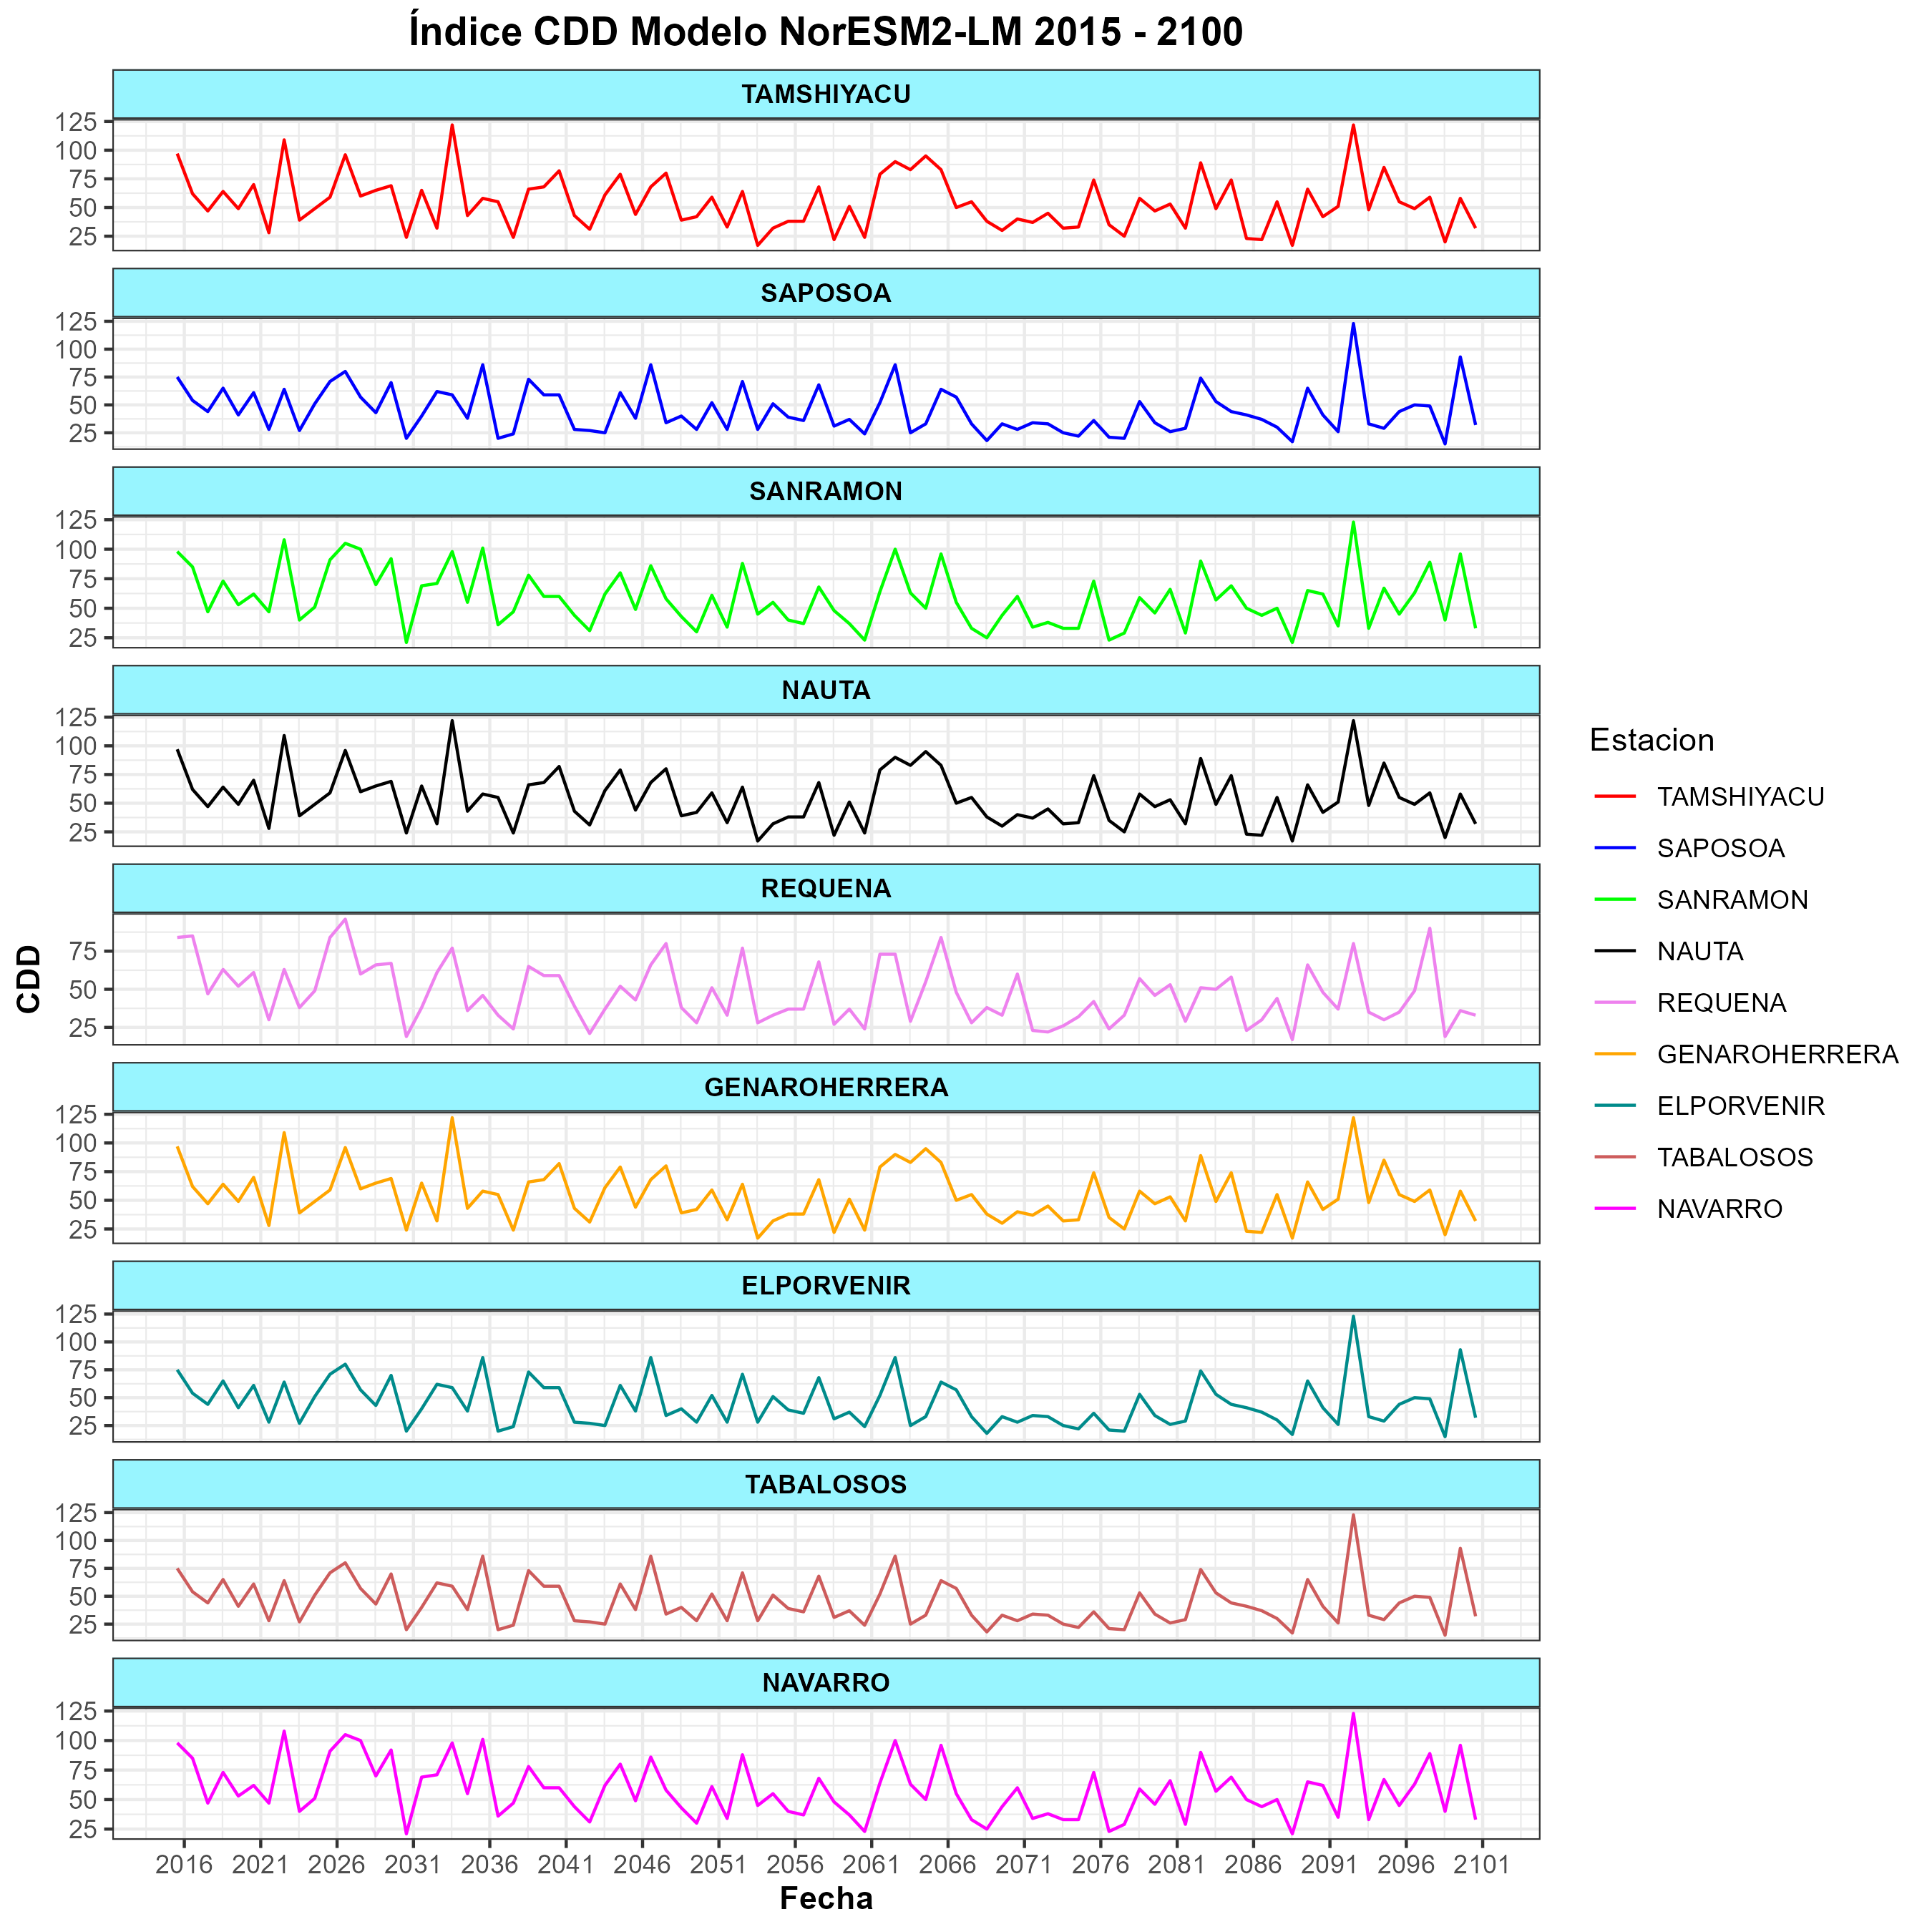 Índice CDD Modelo NorESM2-LM 2015 - 2100
TAMSHIYACU
125
100
75
50
25
SAPOSOA
125
100
75
50
25
SANRAMON
125
100
75
50
25
NAUTA
125
100
75
50
25
REQUENA
75
50
25
GENAROHERRERA
125
100
75
50
25
ELPORVENIR
125
100
75
50
25
TABALOSOS
125
100
75
50
25
NAVARRO
125
100
75
50
25
2016 2021 2026 2031 2036 2041 2046 2051 2056 2061 2066 2071 2076 2081 2086 2091 2096 2101
Fecha
CDD
Estacion
TAMSHIYACU
SAPOSOA
SANRAMON
NAUTA
REQUENA
GENAROHERRERA
ELPORVENIR
TABALOSOS
NAVARRO